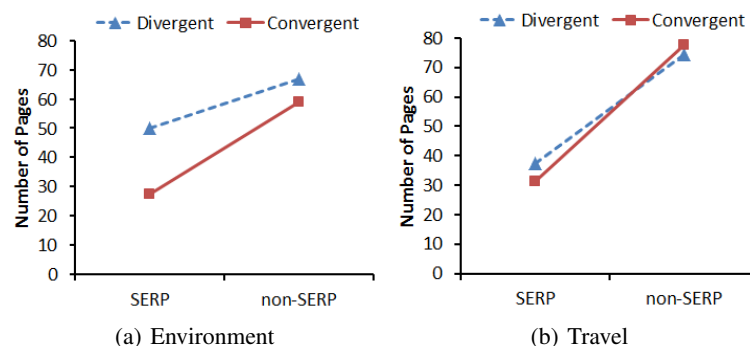 Divergent Convergent
80
70
60
50
40
30
20
10
0
Number of Pages
SERP non-SERP
(a) Environment
Divergent Convergent
80
70
60
50
40
30
20
10
0
Number of Pages
SERP non-SERP
(b) Travel